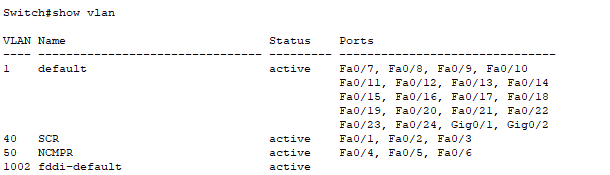 Switch#show vlan
VLAN Name                             Status    Ports
---- -------------------------------- --------- -------------------------------
1    default                          active    Fa0/7, Fa0/8, Fa0/9, Fa0/10
                                                Fa0/11, Fa0/12, Fa0/13, Fa0/14
                                                Fa0/15, Fa0/16, Fa0/17, Fa0/18
                                                Fa0/19, Fa0/20, Fa0/21, Fa0/22
                                                Fa0/23, Fa0/24, Gig0/1, Gig0/2
40   SCR                              active    Fa0/1, Fa0/2, Fa0/3
50   NCMPR                            active    Fa0/4, Fa0/5, Fa0/6
1002 fddi-default                     active